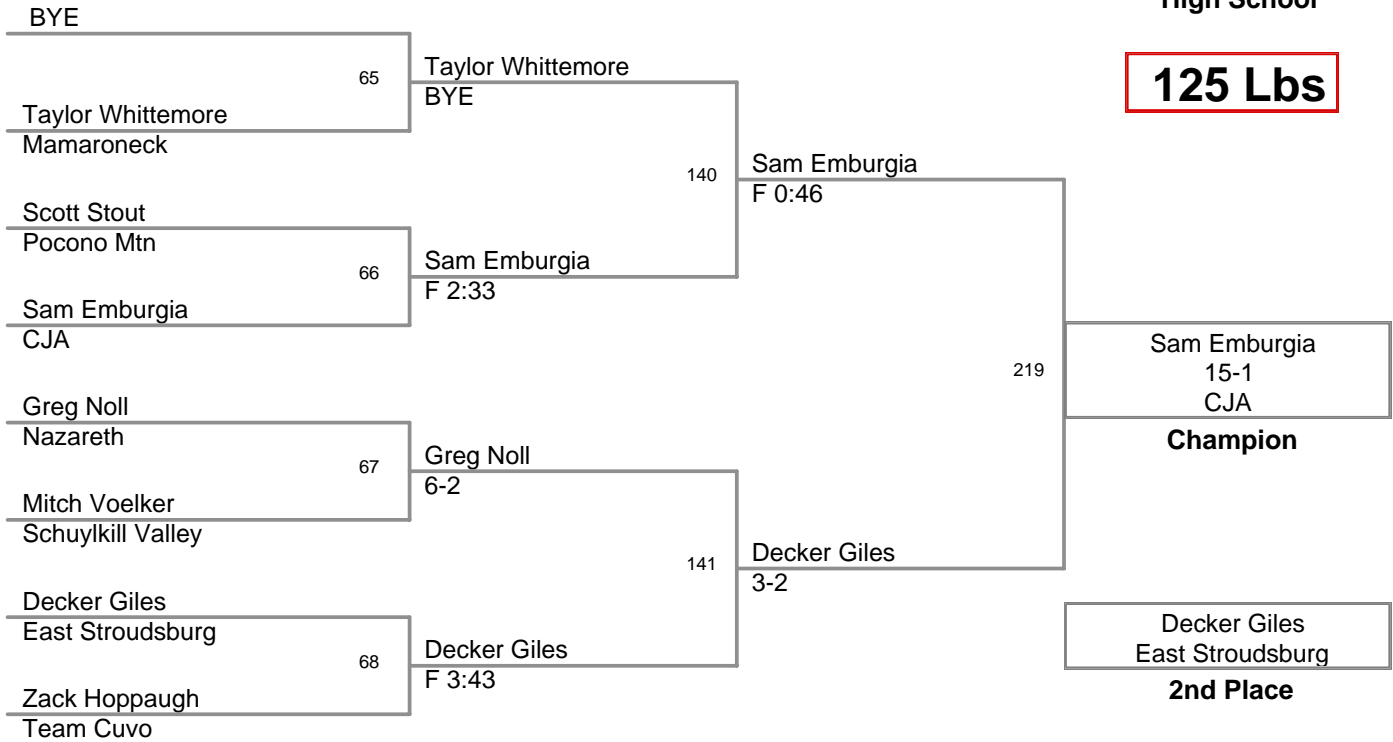 High School
125 Lbs
BYE
65
Taylor Whittemore
Mamaroneck
Scott Stout
Pocono Mtn
66
Sam Emburgia
CJA
Greg Noll
Nazareth
67
Mitch Voelker
Schuylkill Valley
Decker Giles
East Stroudsburg
68
Zack Hoppaugh
Team Cuvo
Taylor Whittemore
BYE
140
Sam Emburgia
F 2:33
Greg Noll
6-2
141
Decker Giles
F 3:43
Sam Emburgia
F 0:46
219
Decker Giles
3-2
Sam Emburgia
15-1
CJA
Champion
Decker Giles
East Stroudsburg
2nd Place